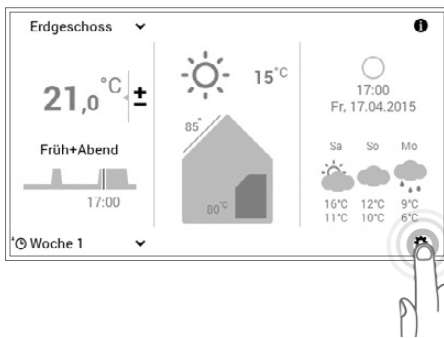 Erdgeschoss
21,0 °C ±
Früh+Abend
17:00
Woche 1
15°C
85°
80°C
17:00
Fr, 17.04.2015
Sa So Mo
16°C 12°C 9°C
11°C 10°C 6°C